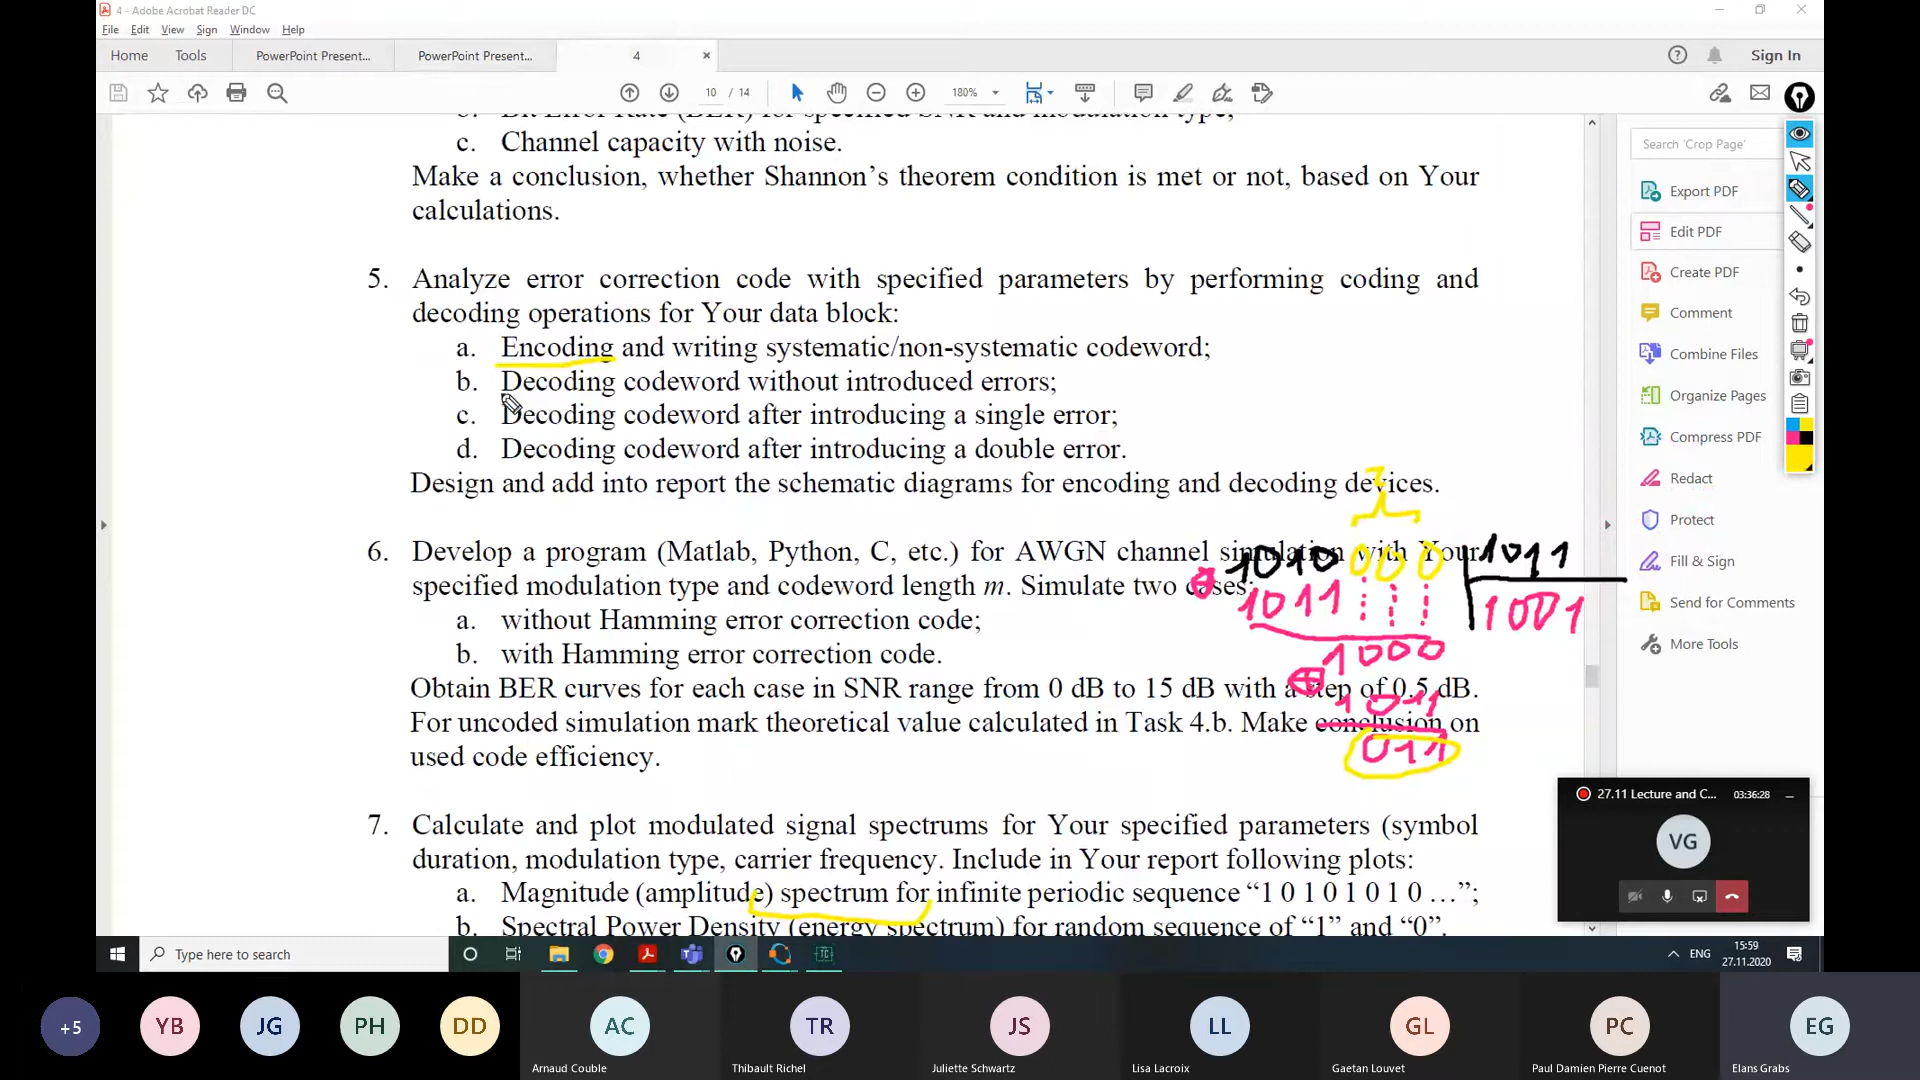 4 - Adobe Acrobat Reader DC
File Edit View Sign Window Help
Home Tools PowerPoint Present... PowerPoint Present... 4 × Sign In
10 / 14 180%
b. Bit Error Rate (BER) for specified SNR and modulation type;
c. Channel capacity with noise.
Make a conclusion, whether Shannon's theorem condition is met or not, based on Your
calculations.
5. Analyze error correction code with specified parameters by performing coding and
decoding operations for Your data block:
a. Encoding and writing systematic/non-systematic codeword;
b. Decoding codeword without introduced errors;
c. Decoding codeword after introducing a single error;
d. Decoding codeword after introducing a double error.
Design and add into report the schematic diagrams for encoding and decoding devices.
6. Develop a program (Matlab, Python, C, etc.) for AWGN channel simulation with Your
specified modulation type and codeword length m. Simulate two cases:
a. without Hamming error correction code;
b. with Hamming error correction code.
Obtain BER curves for each case in SNR range from 0 dB to 15 dB with a step of 0.5 dB.
For uncoded simulation mark theoretical value calculated in Task 4.b. Make conclusion on
used code efficiency.
7. Calculate and plot modulated signal spectrums for Your specified parameters (symbol
duration, modulation type, carrier frequency. Include in Your report following plots:
a. Magnitude (amplitude) spectrum for infinite periodic sequence “1 0 1 0 1 0 1 0 …”;
b. Spectral Power Density (energy spectrum) for random sequence of “1” and “0”.
1010000 1011
⊕ 1011 1001
1000
⊕ 1011
011
Search 'Crop Page'
Export PDF
Edit PDF
Create PDF
Comment
Combine Files
Organize Pages
Compress PDF
Redact
Protect
Fill & Sign
Send for Comments
More Tools
27.11 Lecture and C... 03:36:28
VG
Type here to search
ENG 15:59
27.11.2020
+5 YB JG PH DD AC TR JS LL GL PC EG
Arnaud Couble Thibault Richel Juliette Schwartz Lisa Lacroix Gaetan Louvet Paul Damien Pierre Cuenot Elans Grabs